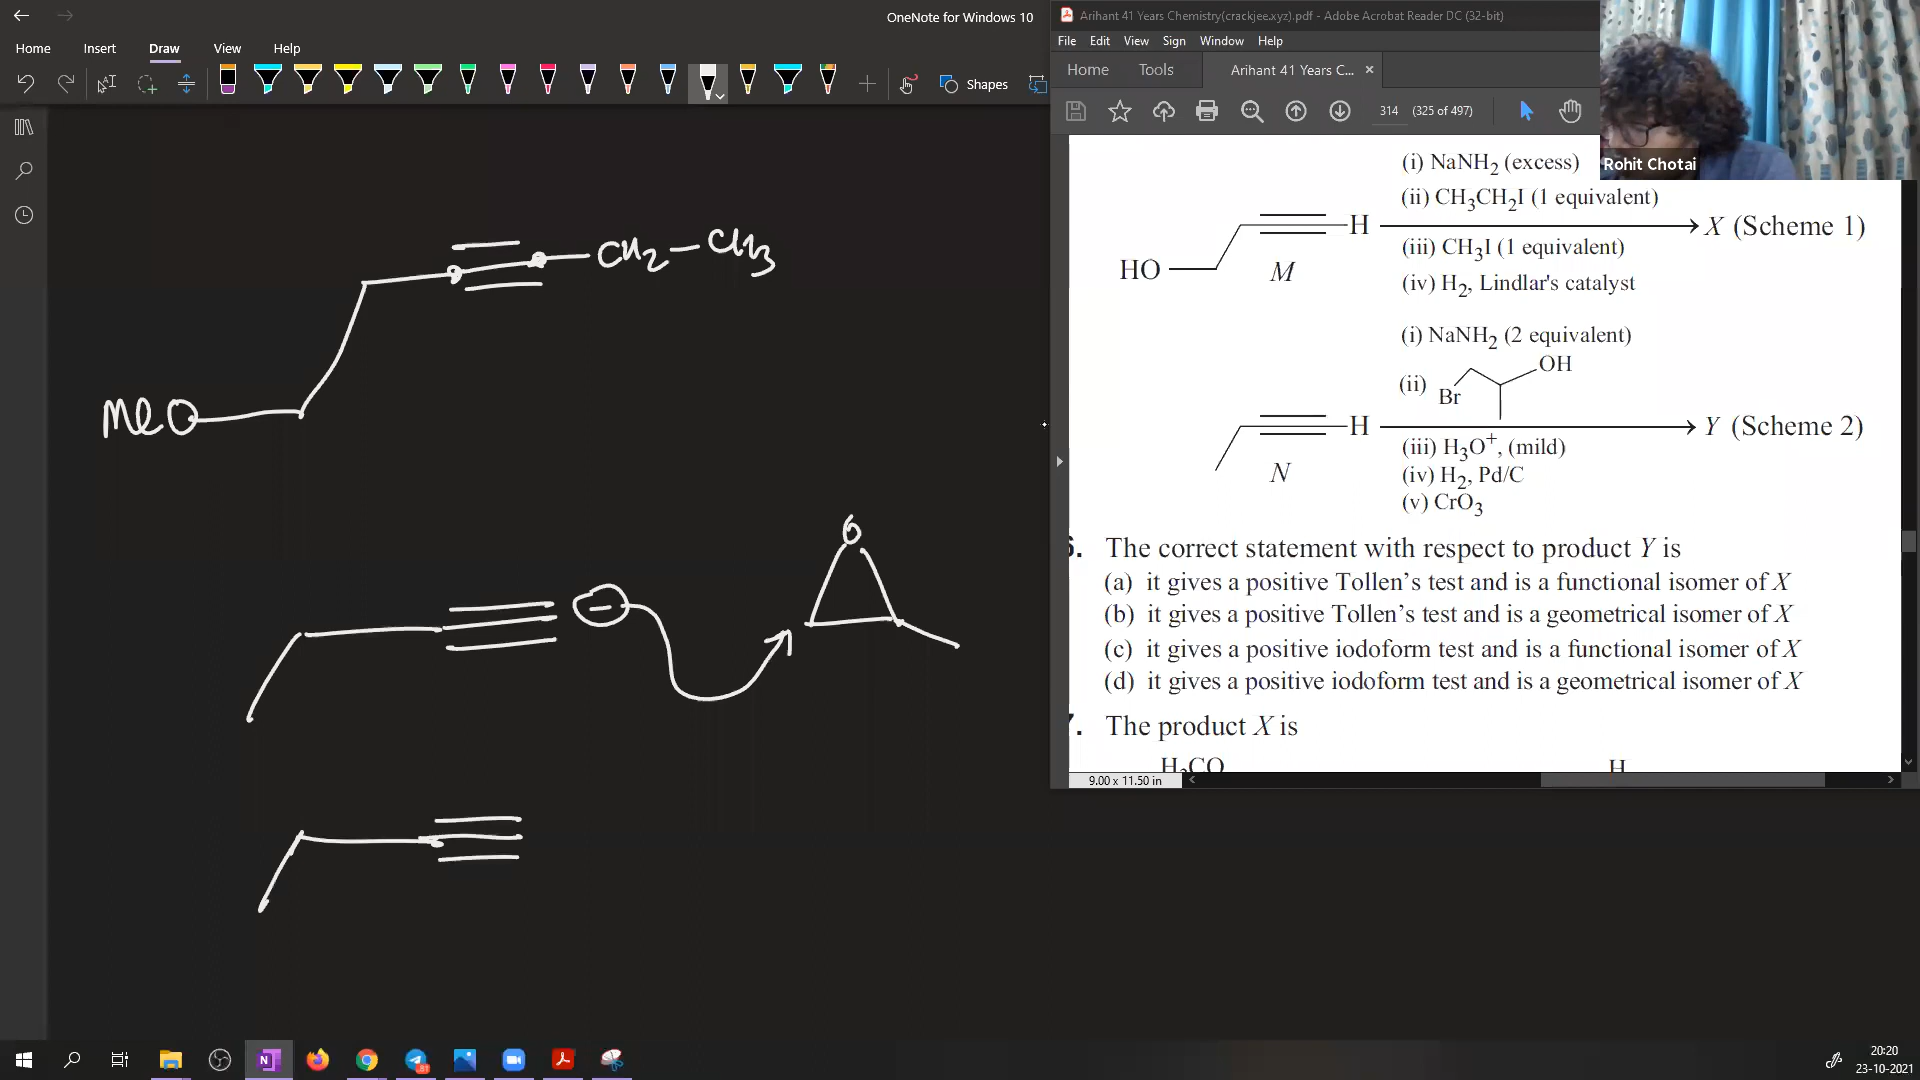 OneNote for Windows 10
Home Insert Draw View Help
Shapes
MeO
CH2 – CH3
O
Arihant 41 Years Chemistry(crackjee.xyz).pdf - Adobe Acrobat Reader DC (32-bit)
File Edit View Sign Window Help
Home Tools Arihant 41 Years C... ×
314 (325 of 497)
Rohit Chotai
(i) NaNH2 (excess)
(ii) CH3CH2I (1 equivalent)
H X (Scheme 1)
(iii) CH3I (1 equivalent)
HO M
(iv) H2, Lindlar's catalyst
(i) NaNH2 (2 equivalent)
OH
(ii) Br
H Y (Scheme 2)
(iii) H3O+, (mild)
N (iv) H2, Pd/C
(v) CrO3
6. The correct statement with respect to product Y is
(a) it gives a positive Tollen's test and is a functional isomer of X
(b) it gives a positive Tollen's test and is a geometrical isomer of X
(c) it gives a positive iodoform test and is a functional isomer of X
(d) it gives a positive iodoform test and is a geometrical isomer of X
7. The product X is
H3CO H
9.00 x 11.50 in
20:20
23-10-2021